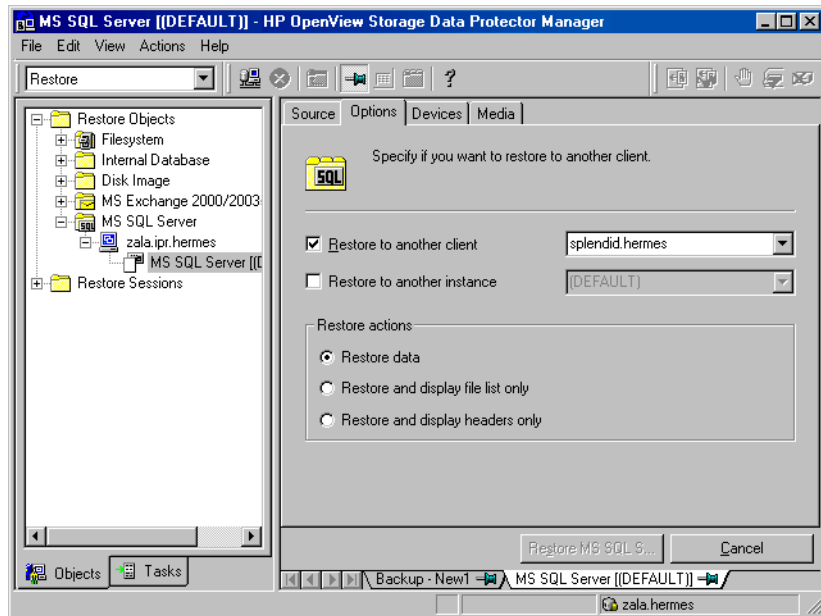 MS SQL Server [(DEFAULT)] - HP OpenView Storage Data Protector Manager
File Edit View Actions Help
Restore
Restore Objects
Filesystem
Internal Database
Disk Image
MS Exchange 2000/2003
MS SQL Server
zala.ipr.hermes
MS SQL Server [(D
Restore Sessions
Objects Tasks
Source Options Devices Media
Specify if you want to restore to another client.
SQL
Restore to another client splendid.hermes
Restore to another instance (DEFAULT)
Restore actions
Restore data
Restore and display file list only
Restore and display headers only
Restore MS SQL S... Cancel
Backup - New1 MS SQL Server [(DEFAULT)]
zala.hermes